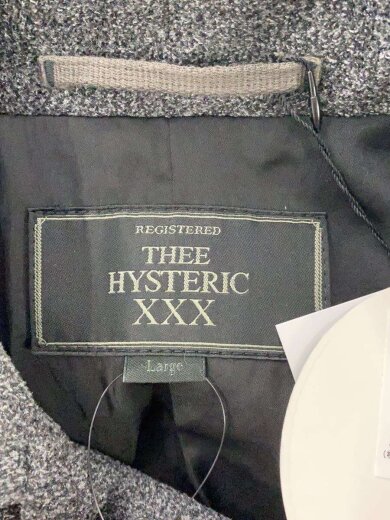 REGISTERED
THEE
HYSTERIC
XXX
Large